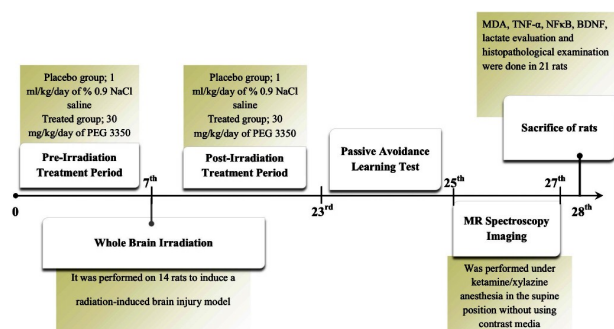 MDA, TNF-α, NFκB, BDNF,
lactate evaluation and
histopathological examination
were done in 21 rats
Placebo group; 1
ml/kg/day of % 0.9 NaCl
saline
Treated group; 30
mg/kg/day of PEG 3350
Placebo group; 1
ml/kg/day of % 0.9 NaCl
saline
Treated group; 30
mg/kg/day of PEG 3350
Sacrifice of rats
Pre-Irradiation
Treatment Period
Post-Irradiation
Treatment Period
Passive Avoidance
Learning Test
0
7th
23rd
25th
27th
28th
Whole Brain Irradiation
MR Spectroscopy
Imaging
It was performed on 14 rats to induce a
radiation-induced brain injury model
Was performed under
ketamine/xylazine
anesthesia in the supine
position without using
contrast media